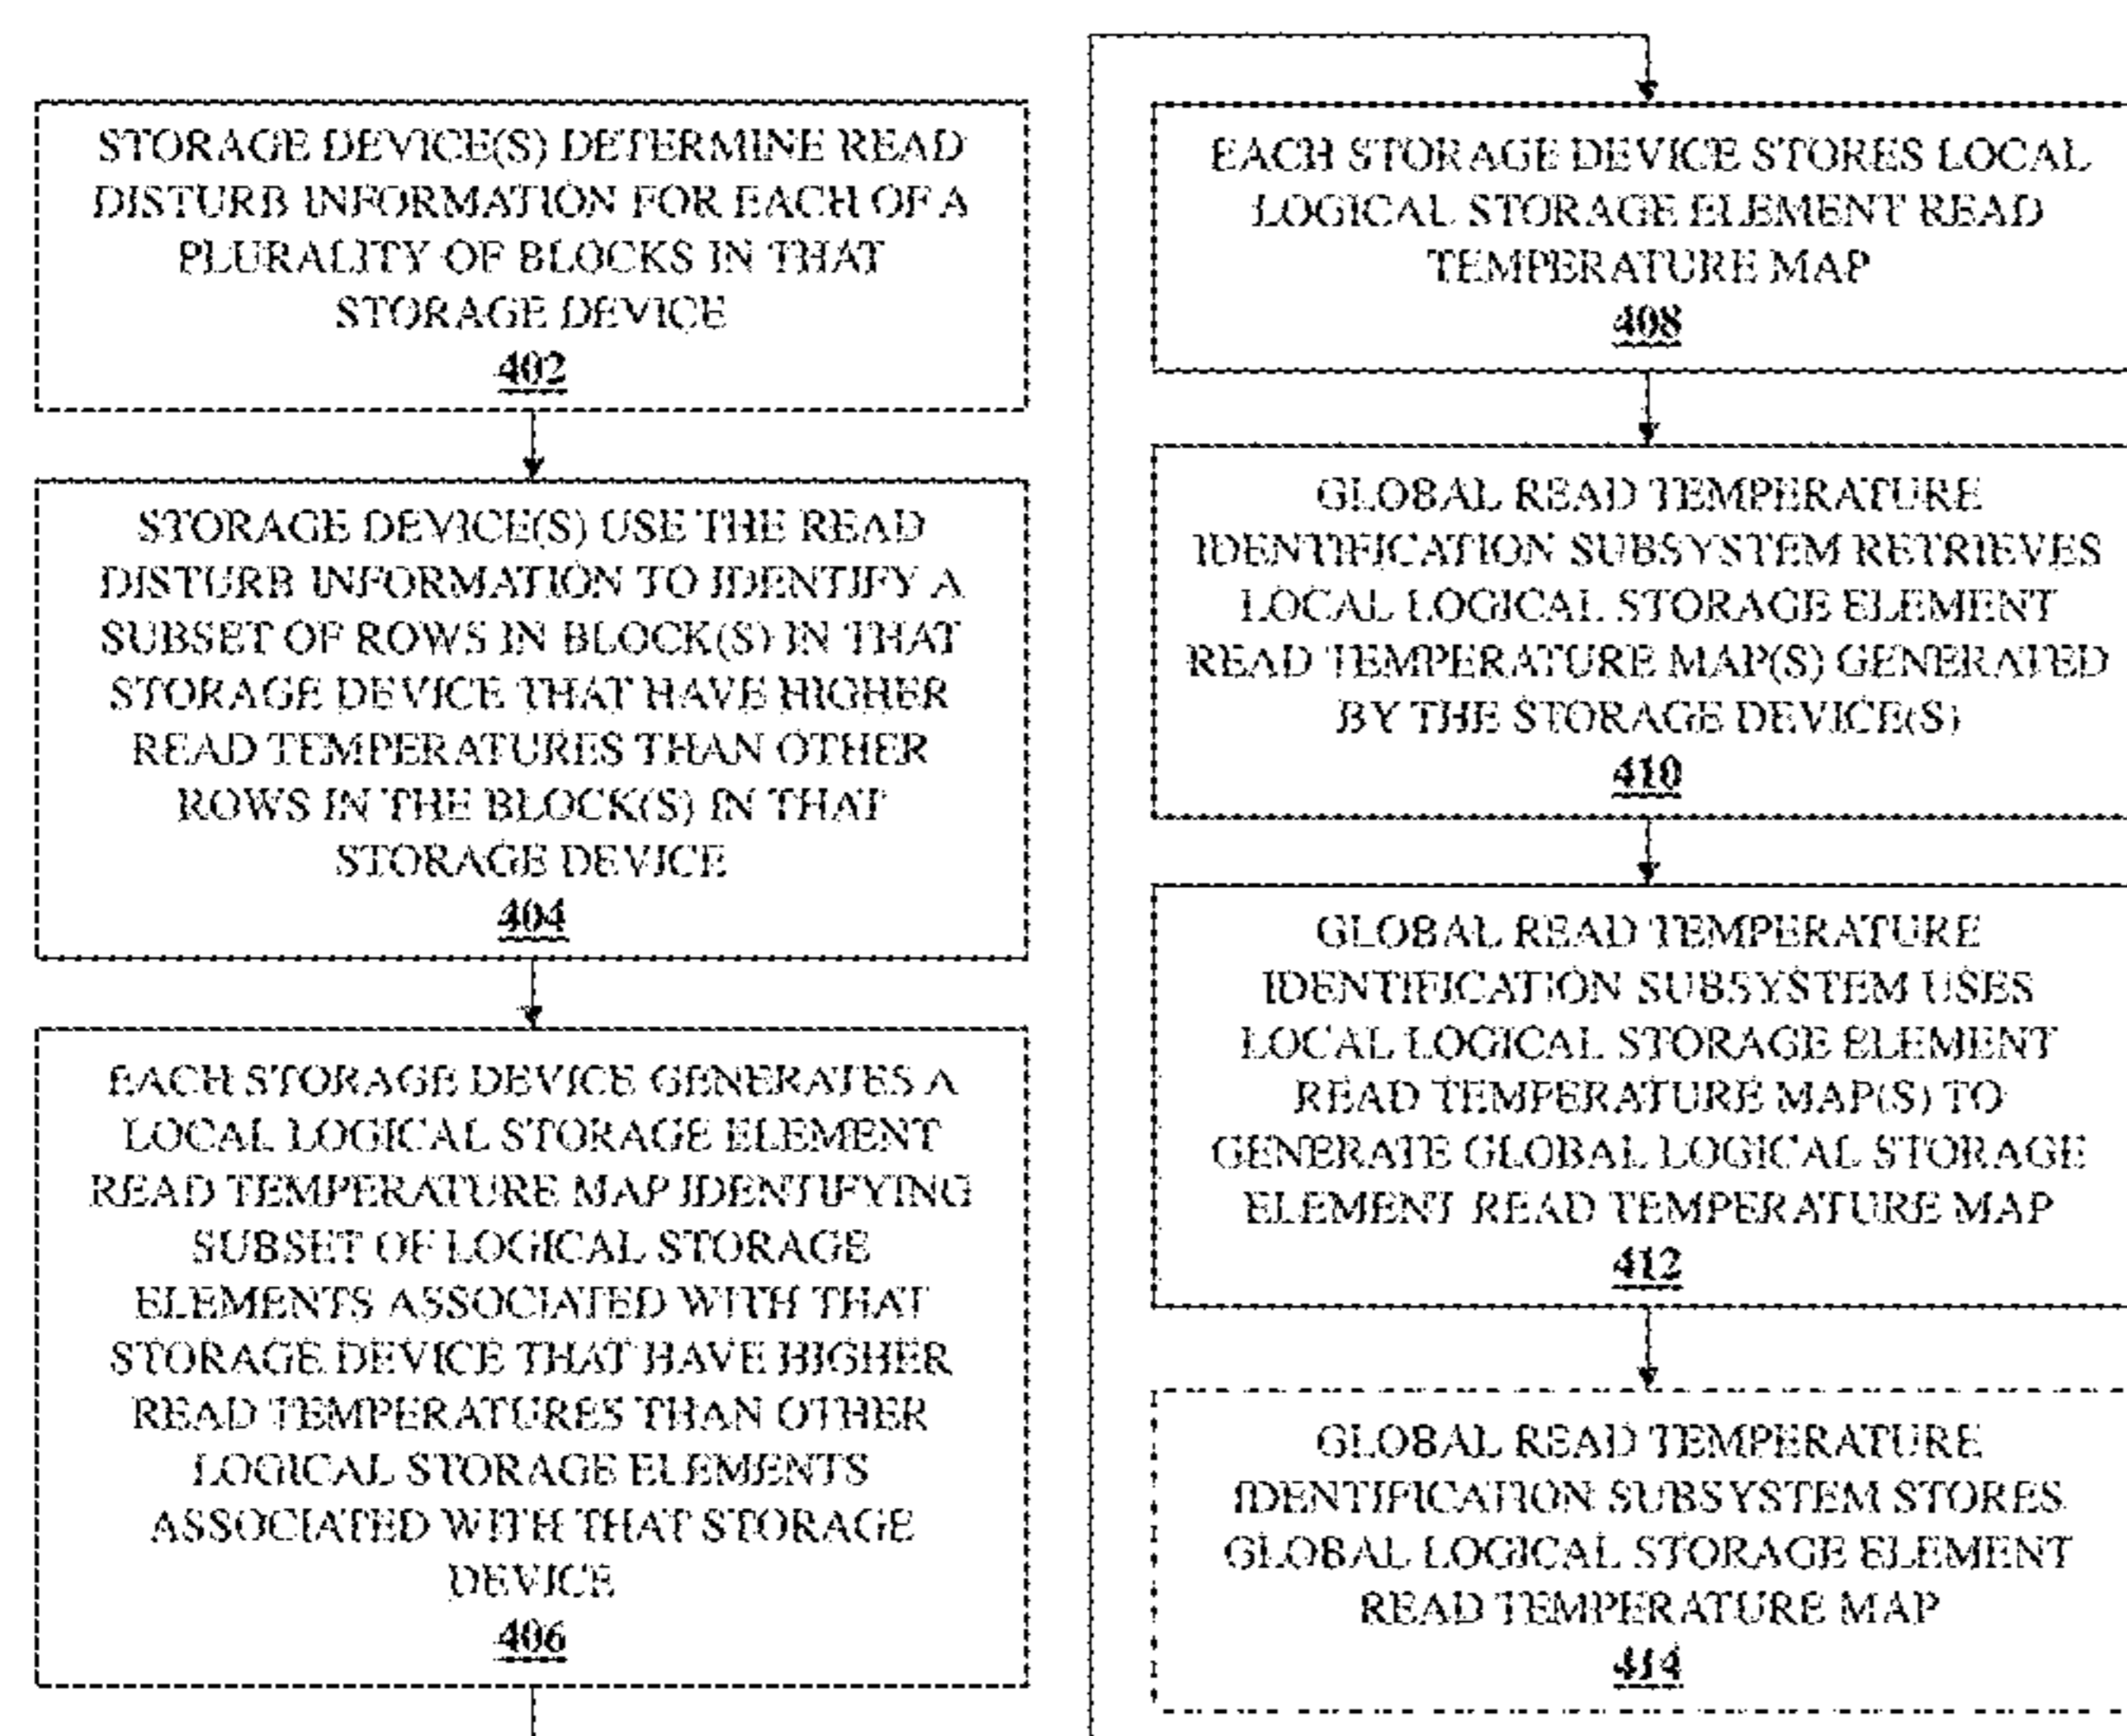 STORAGE DEVICE(S) DETERMINE READ
DISTURB INFORMATION FOR EACH OF A
PLURALITY OF BLOCKS IN THAT
STORAGE DEVICE
402
STORAGE DEVICE(S) USE THE READ
DISTURB INFORMATION TO IDENTIFY A
SUBSET OF ROWS IN BLOCK(S) IN THAT
STORAGE DEVICE THAT HAVE HIGHER
READ TEMPERATURES THAN OTHER
ROWS IN THE BLOCK(S) IN THAT
STORAGE DEVICE
404
EACH STORAGE DEVICE GENERATES A
LOCAL LOGICAL STORAGE ELEMENT
READ TEMPERATURE MAP IDENTIFYING
SUBSET OF LOGICAL STORAGE
ELEMENTS ASSOCIATED WITH THAT
STORAGE DEVICE THAT HAVE HIGHER
READ TEMPERATURES THAN OTHER
LOGICAL STORAGE ELEMENTS
ASSOCIATED WITH THAT STORAGE
DEVICE
406
EACH STORAGE DEVICE STORES LOCAL
LOGICAL STORAGE ELEMENT READ
TEMPERATURE MAP
408
GLOBAL READ TEMPERATURE
IDENTIFICATION SUBSYSTEM RETRIEVES
LOCAL LOGICAL STORAGE ELEMENT
READ TEMPERATURE MAP(S) GENERATED
BY THE STORAGE DEVICE(S)
410
GLOBAL READ TEMPERATURE
IDENTIFICATION SUBSYSTEM USES
LOCAL LOGICAL STORAGE ELEMENT
READ TEMPERATURE MAP(S) TO
GENERATE GLOBAL LOGICAL STORAGE
ELEMENT READ TEMPERATURE MAP
412
GLOBAL READ TEMPERATURE
IDENTIFICATION SUBSYSTEM STORES
GLOBAL LOGICAL STORAGE ELEMENT
READ TEMPERATURE MAP
414